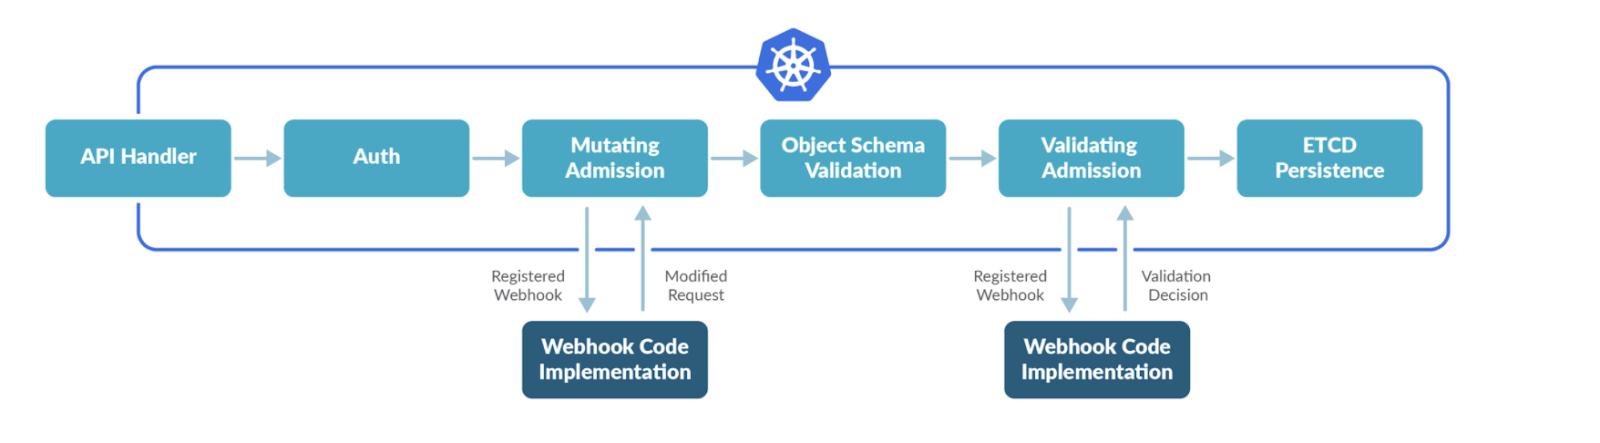 API Handler
Auth
Mutating
Admission
Object Schema
Validation
Validating
Admission
ETCD
Persistence
Registered
Webhook
Modified
Request
Registered
Webhook
Validation
Decision
Webhook Code
Implementation
Webhook Code
Implementation